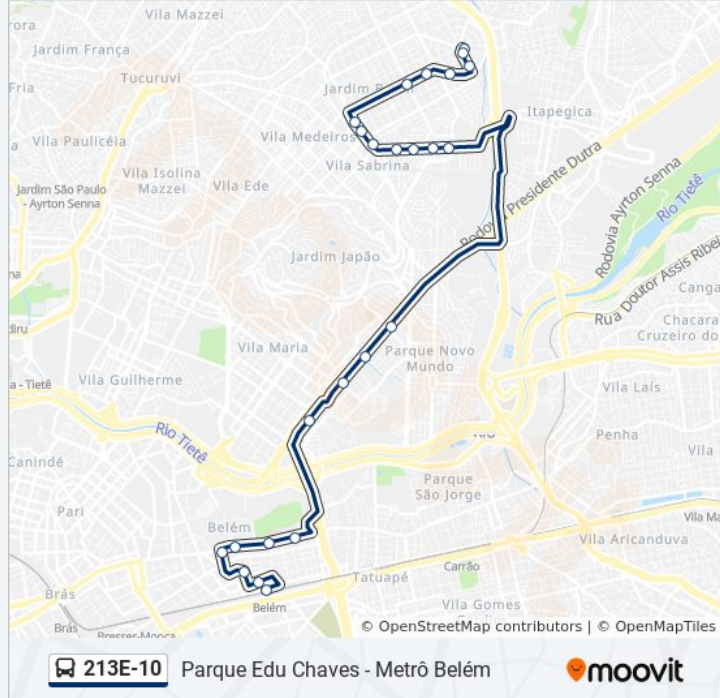 Vila Mazzei
rora
Jardim França
Tucuruvi
Fria
Jardim B
Itapegica
a
Vila Pauliceia
Vila Medeiros
Vila Sabrina
Vila Isolina
Mazzei
Vila Ede
Jardim São Paulo
- Ayrton Senna
Rodovia Presidente Dutra
Rodovia Ayrton Senna
Rio Tietê
Jardim Japão
na
Rua Doutor Assis Ribei
Canga
Chacara
Cruzeiro do
diru
Vila Maria
Parque Novo
Mundo
a - Tietê
Vila Guilherme
Vila Laís
Rio Tietê
Penha
Vila
Canindé
Parque
São Jorge
Pari
Belém
Vila Ma
Vila Aricanduva
Carrão
Tatuapé
Brás
Belém
Vila Gomes
Brás
Bresser-Mooca
© OpenStreetMap contributors | © OpenMapTiles
213E-10
Parque Edu Chaves - Metrô Belém
moovit